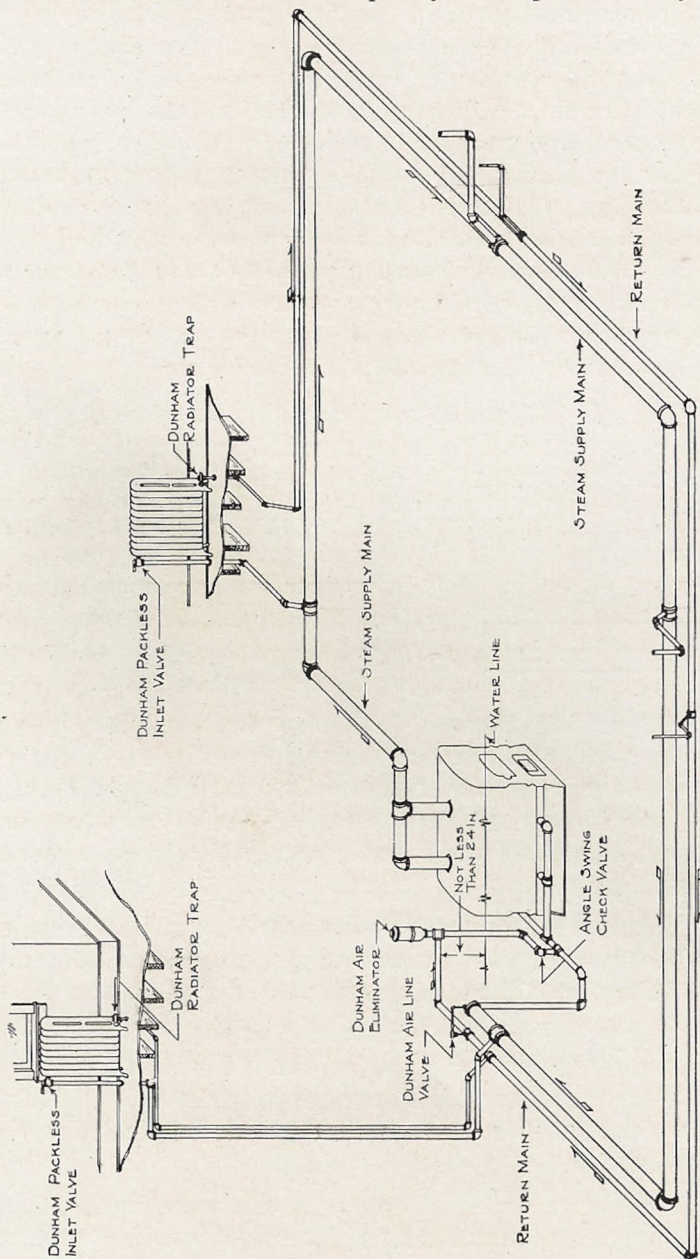 DUNHAM
RADIATOR TRAP
DUNHAM PACKLESS
INLET VALVE
STEAM SUPPLY MAIN
RETURN MAIN
STEAM SUPPLY MAIN
WATER LINE
NOT LESS
THAN 24 IN
ANGLE SWING
CHECK VALVE
DUNHAM AIR
ELIMINATOR
DUNHAM AIR LINE
VALVE
DUNHAM
RADIATOR TRAP
DUNHAM PACKLESS
INLET VALVE
RETURN MAIN